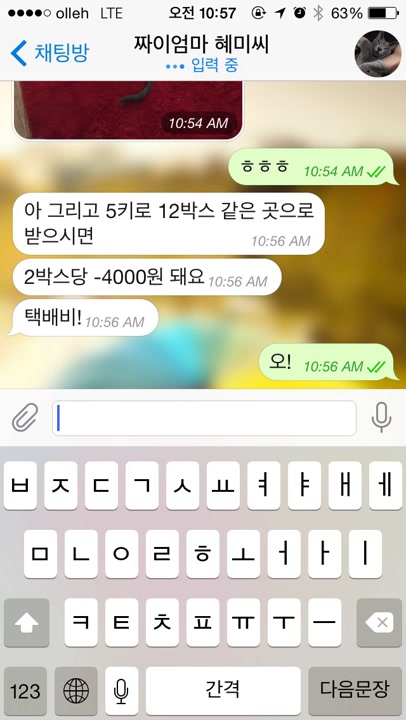 olleh LTE 오전 10:57 63%
채팅방 짜이엄마 혜미씨
••• 입력 중
10:54 AM
ㅎㅎㅎ 10:54 AM
아 그리고 5키로 12박스 같은 곳으로
받으시면 10:56 AM
2박스당 -4000원 돼요 10:56 AM
택배비! 10:56 AM
오! 10:56 AM
ㅂ ㅈ ㄷ ㄱ ㅅ ㅛ ㅕ ㅑ ㅐ ㅔ
ㅁ ㄴ ㅇ ㄹ ㅎ ㅗ ㅓ ㅏ ㅣ
ㅋ ㅌ ㅊ ㅍ ㅠ ㅜ ㅡ
123 간격 다음문장